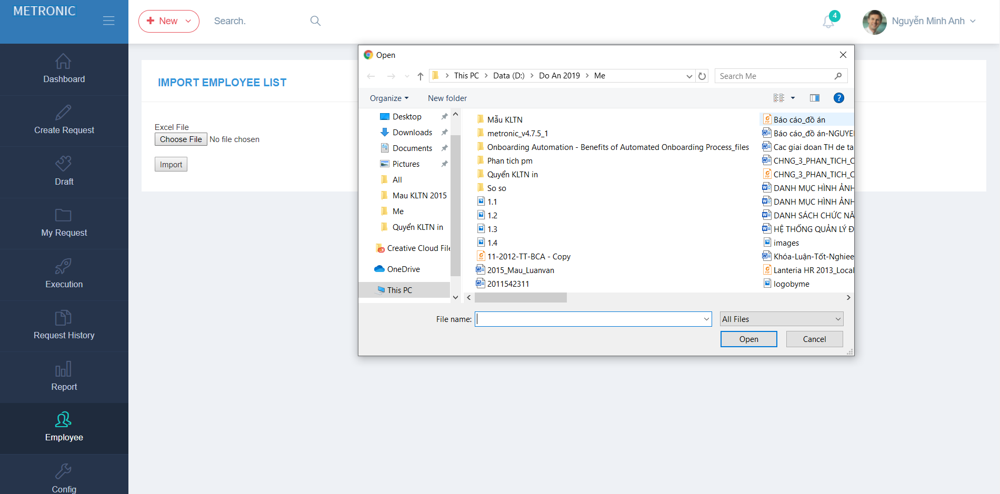 METRONIC
New
Search.
4
Nguyễn Minh Anh
Dashboard
Create Request
Draft
My Request
Execution
Request History
Report
Employee
Config
IMPORT EMPLOYEE LIST
Excel File
Choose File No file chosen
Import
Open
This PC > Data (D:) > Do An 2019 > Me
Search Me
Organize
New folder
?
Desktop
Downloads
Documents
Pictures
All
Mau KLTN 2015
Me
Quyển KLTN in
Creative Cloud File
OneDrive
This PC
Mẫu KLTN
metronic_v4.7.5_1
Onboarding Automation - Benefits of Automated Onboarding Process_files
Phan tich pm
Quyển KLTN in
So so
1.1
1.2
1.3
1.4
11-2012-TT-BCA - Copy
2015_Mau_Luanvan
2011542311
Báo cáo_đồ án
Báo cáo_đồ án-NGUYE
Cac giai doan TH de ta
CHNG_3_PHAN_TICH_C
CHNG_3_PHAN_TICH_C
DANH MỤC HÌNH ẢNH
DANH MỤC HÌNH ẢNH
DANH SÁCH CHỨC NĂ
HỆ THỐNG QUẢN LÝ Đ
images
Khóa-Luận-Tốt-Nghiee
Lanteria HR 2013_Local
logobyme
File name:
All Files
Open
Cancel